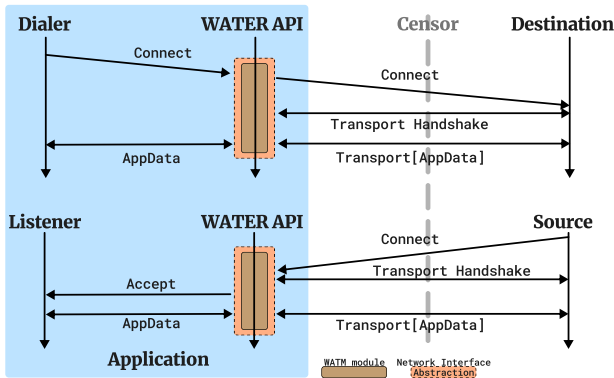 Dialer WATER API Censor Destination
Connect
Connect
Transport Handshake
AppData
Transport[AppData]
Listener WATER API Source
Connect
Transport Handshake
Accept
AppData
Transport[AppData]
Application
WATM module
Network Interface
Abstraction